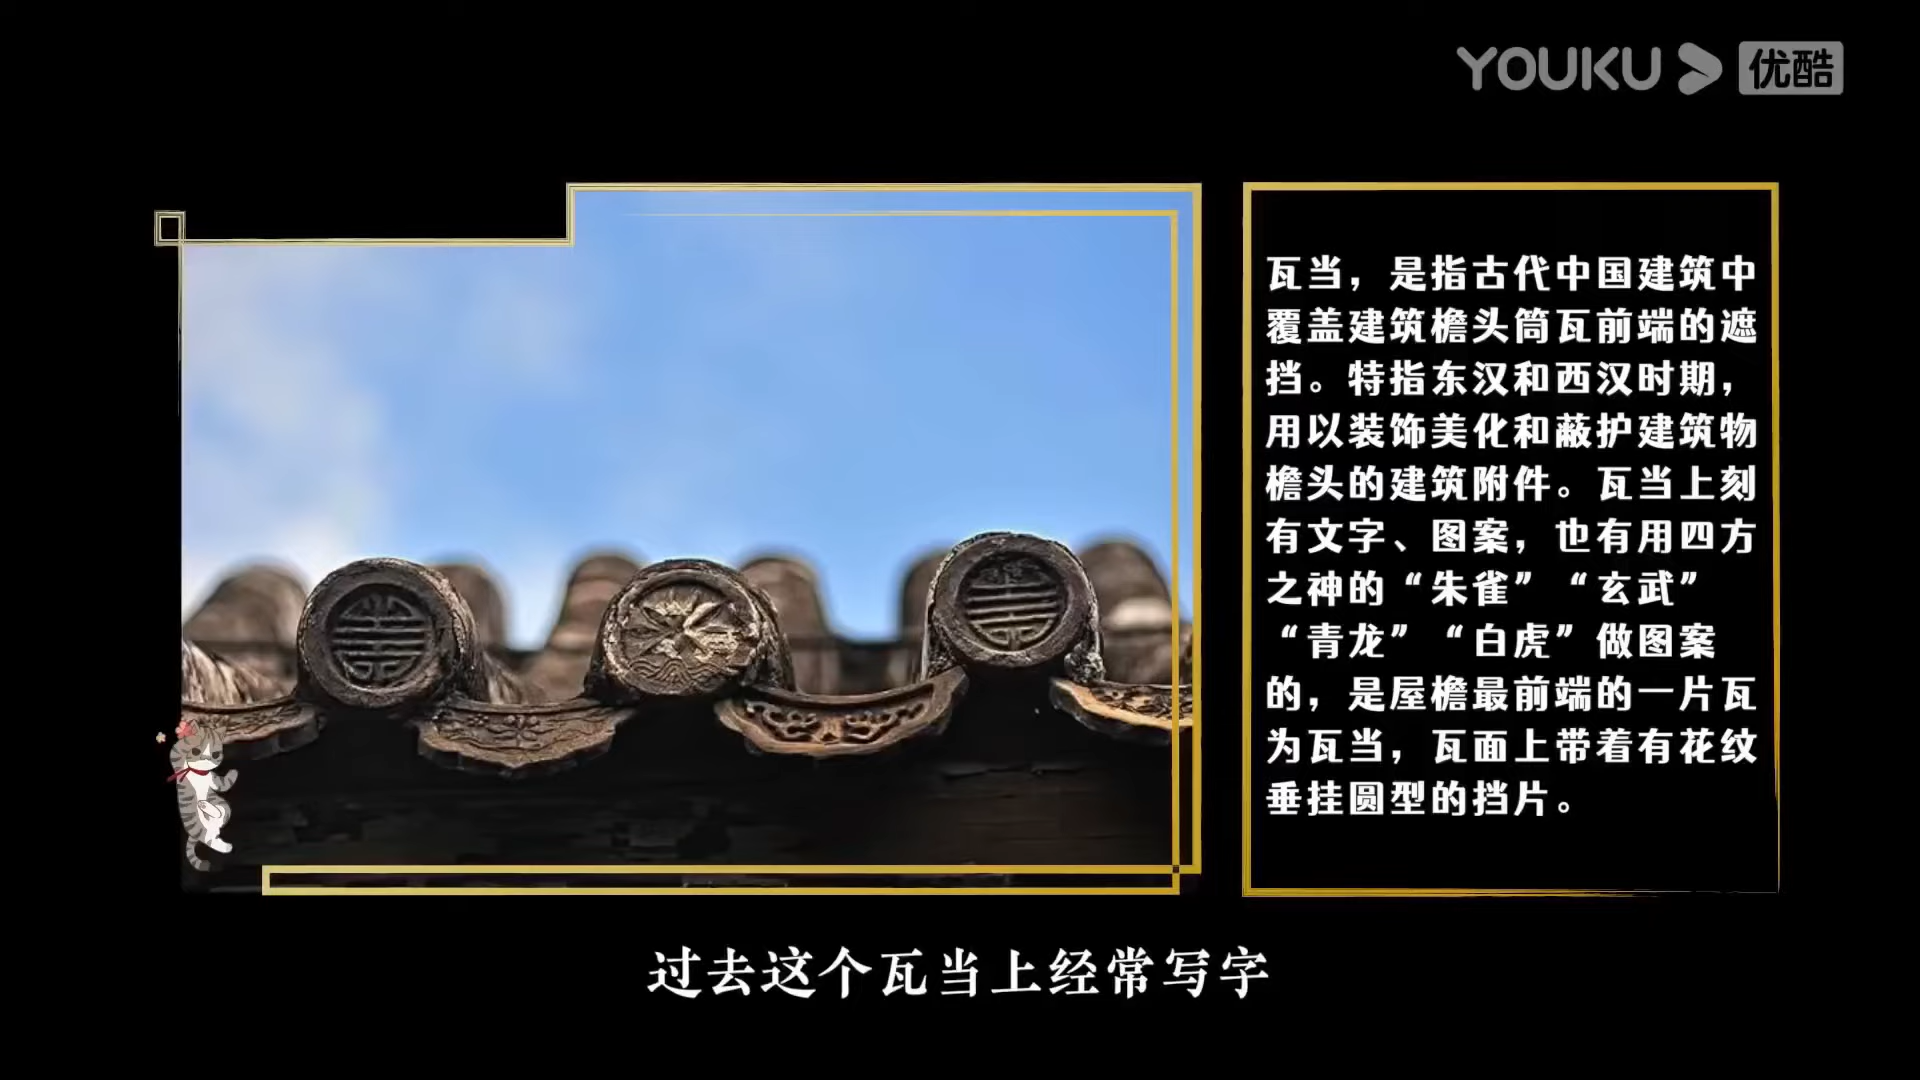 YOUKU 优酷
瓦当，是指古代中国建筑中
覆盖建筑檐头筒瓦前端的遮
挡。特指东汉和西汉时期，
用以装饰美化和蔽护建筑物
檐头的建筑附件。瓦当上刻
有文字、图案，也有用四方
之神的“朱雀”“玄武”
“青龙”“白虎”做图案
的，是屋檐最前端的一片瓦
为瓦当，瓦面上带着有花纹
垂挂圆型的挡片。
过去这个瓦当上经常写字